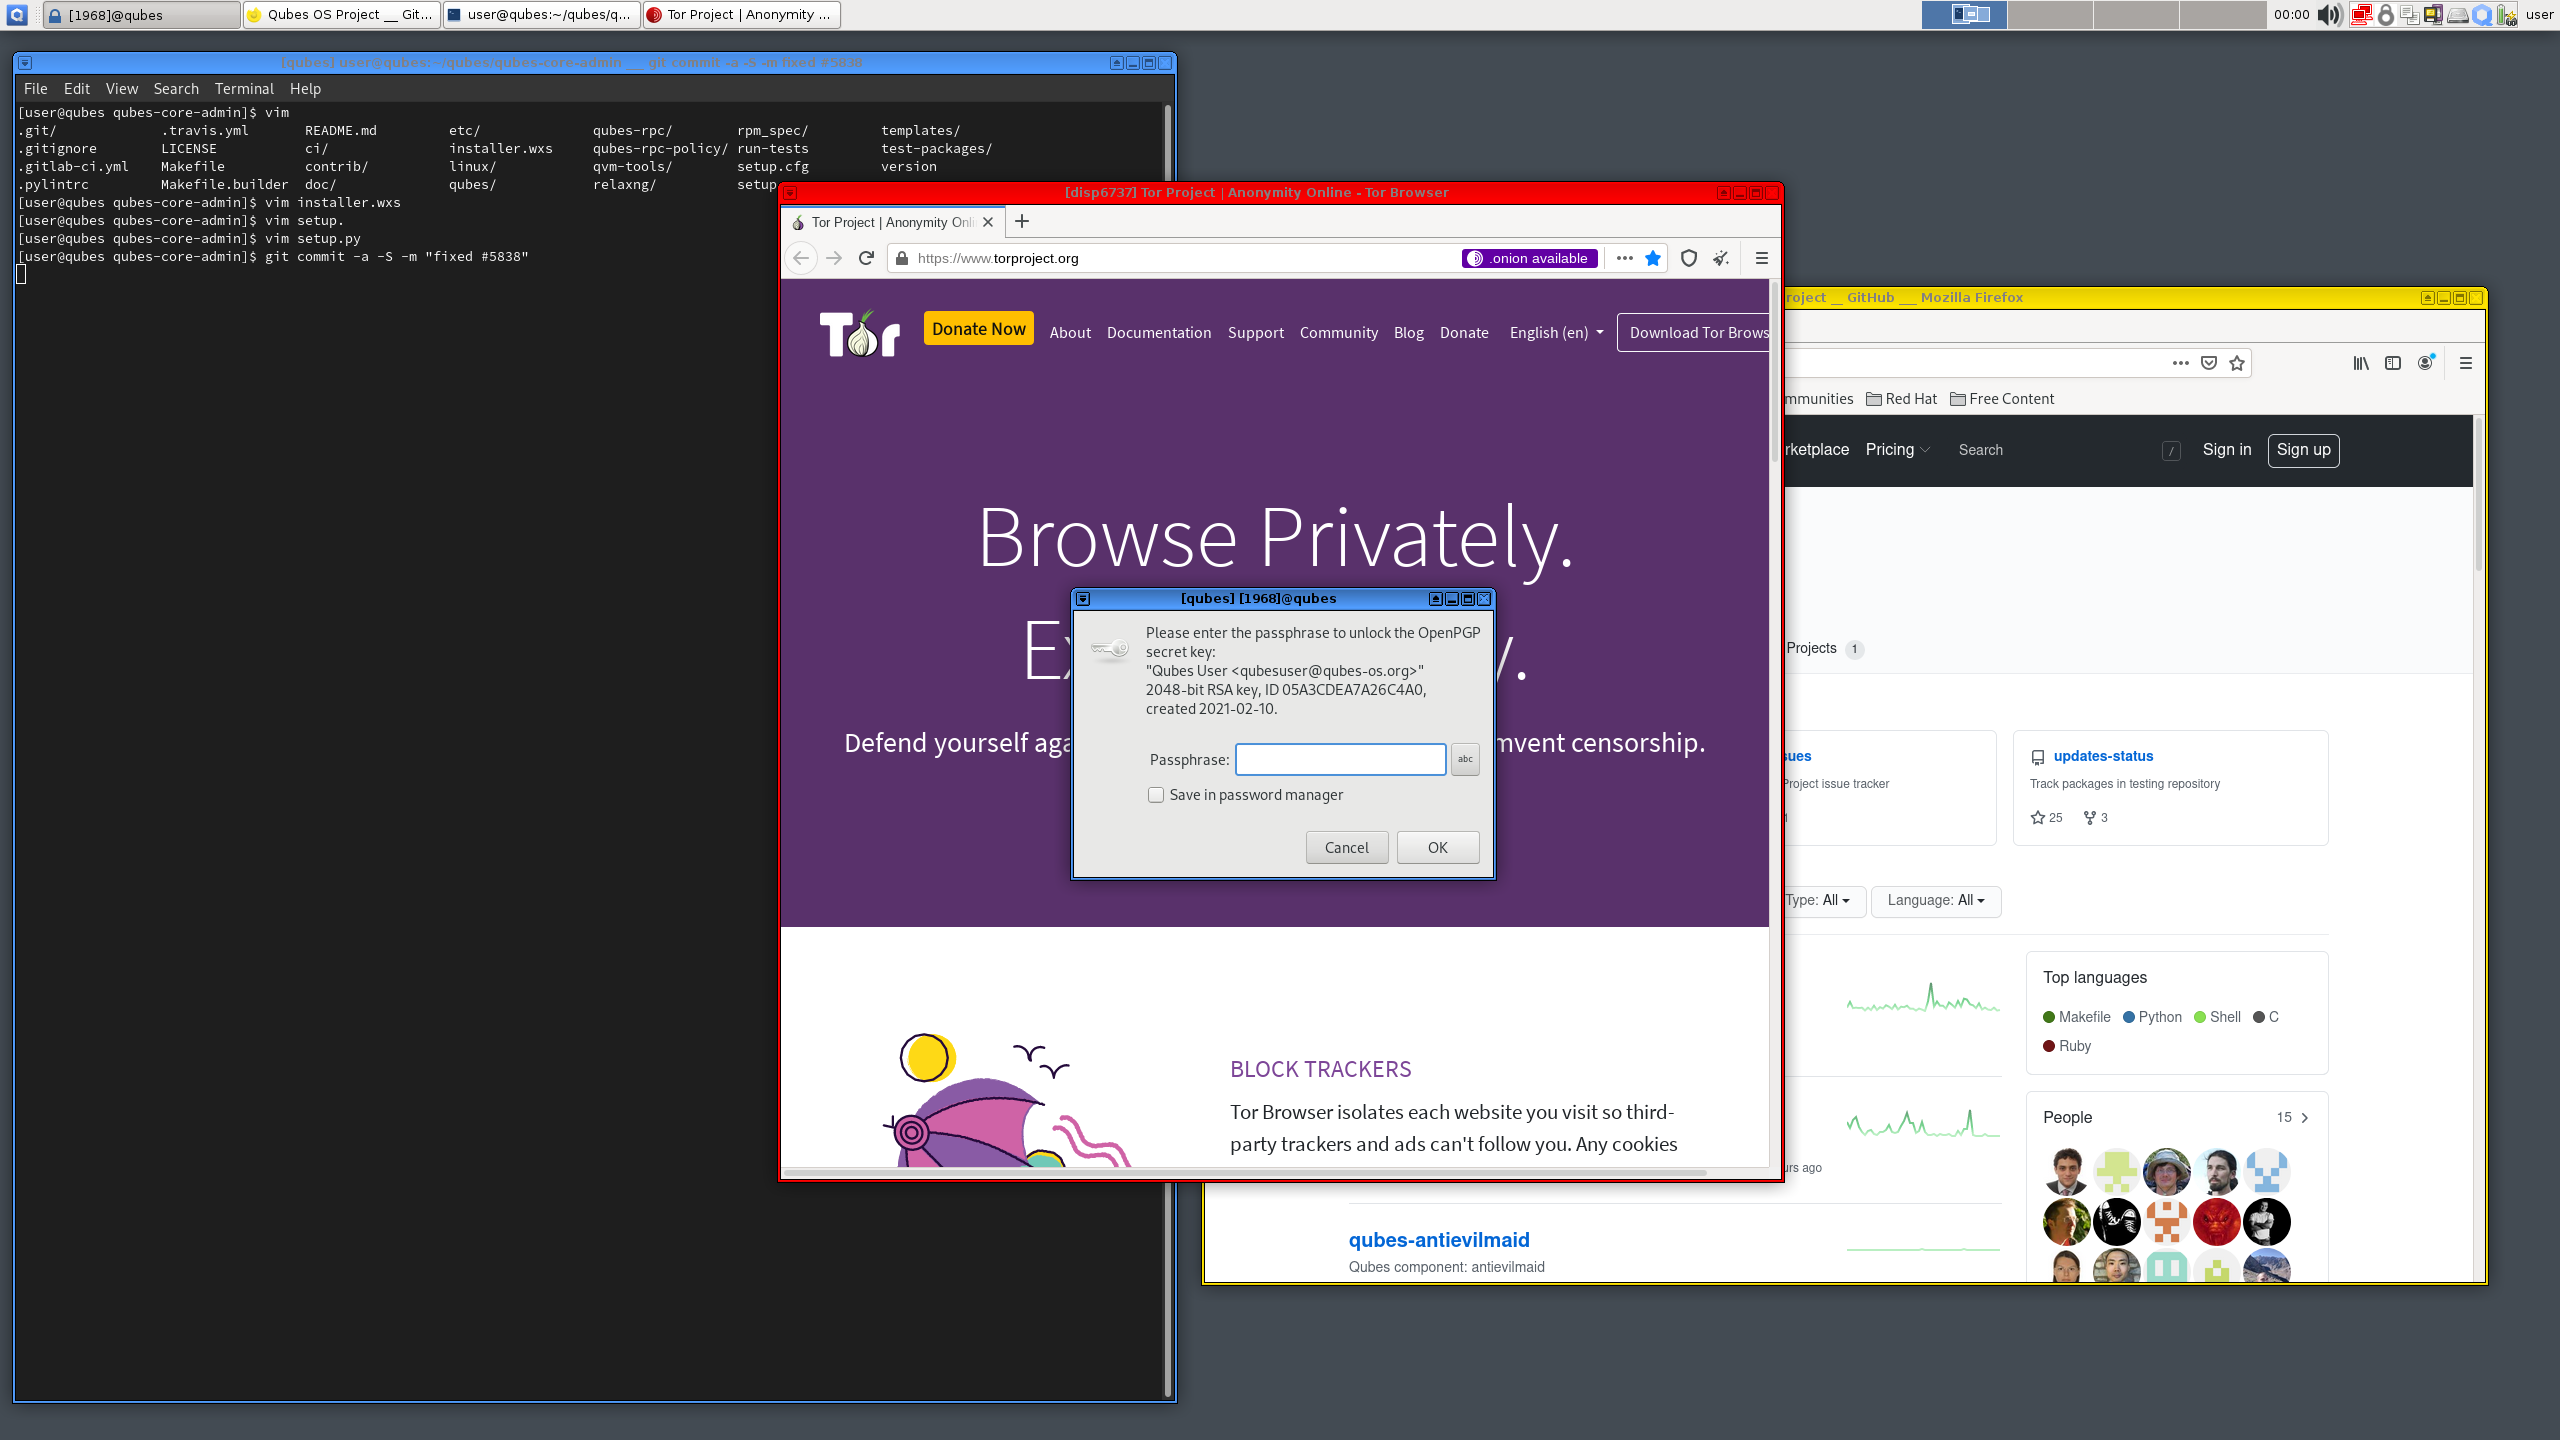 [1968]@qubes
Qubes OS Project __ Git...
user@qubes:~/qubes/q...
Tor Project | Anonymity ...
00:00
user
[qubes] user@qubes:~/qubes/qubes-core-admin __ git commit -a -S -m fixed #5838
File Edit View Search Terminal Help
[user@qubes qubes-core-admin]$ vim
.git/ .travis.yml README.md etc/ qubes-rpc/ rpm_spec/ templates/
.gitignore LICENSE ci/ installer.wxs qubes-rpc-policy/ run-tests test-packages/
.gitlab-ci.yml Makefile contrib/ linux/ qvm-tools/ setup.cfg version
.pylintrc Makefile.builder doc/ qubes/ relaxng/ setup
[user@qubes qubes-core-admin]$ vim installer.wxs
[user@qubes qubes-core-admin]$ vim setup.
[user@qubes qubes-core-admin]$ vim setup.py
[user@qubes qubes-core-admin]$ git commit -a -S -m "fixed #5838"
[disp6737] Tor Project | Anonymity Online - Tor Browser
Tor Project | Anonymity Onli
https://www.torproject.org
.onion available
Tor
Donate Now
About Documentation Support Community Blog Donate English (en) Download Tor Brows
Browse Privately.
Ex
y.
Defend yourself aga
mvent censorship.
[qubes] [1968]@qubes
Please enter the passphrase to unlock the OpenPGP
secret key:
"Qubes User <qubesuser@qubes-os.org>"
2048-bit RSA key, ID 05A3CDEA7A26C4A0,
created 2021-02-10.
Passphrase:
abc
Save in password manager
Cancel
OK
BLOCK TRACKERS
Tor Browser isolates each website you visit so third-
party trackers and ads can't follow you. Any cookies
roject __ GitHub ___ Mozilla Firefox
mmunities Red Hat Free Content
rketplace Pricing Search / Sign in Sign up
Projects 1
sues
Project issue tracker
updates-status
Track packages in testing repository
25 3
Type: All
Language: All
Top languages
Makefile Python Shell C
Ruby
People 15
urs ago
qubes-antievilmaid
Qubes component: antievilmaid